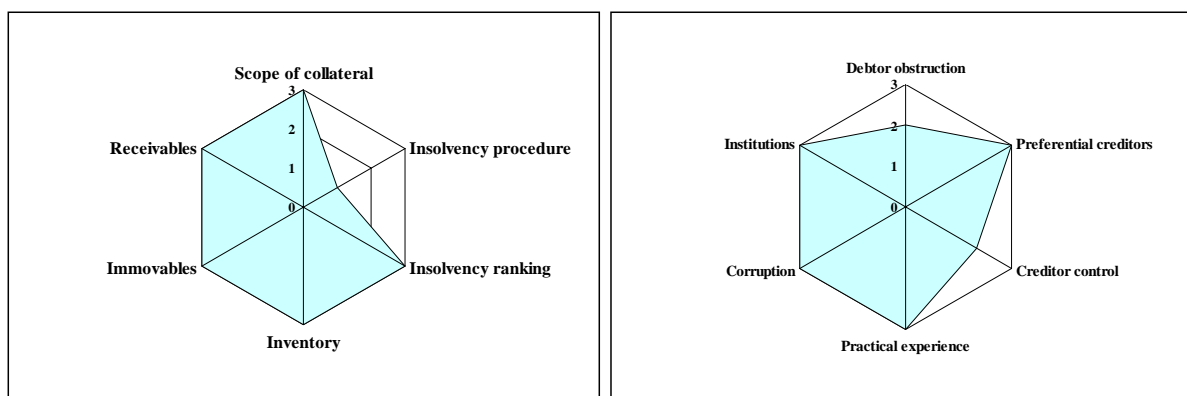 Scope of collateral
3
2
1
0
Receivables
Insolvency procedure
Immovables
Insolvency ranking
Inventory
Debtor obstruction
3
2
1
0
Institutions
Preferential creditors
Corruption
Creditor control
Practical experience